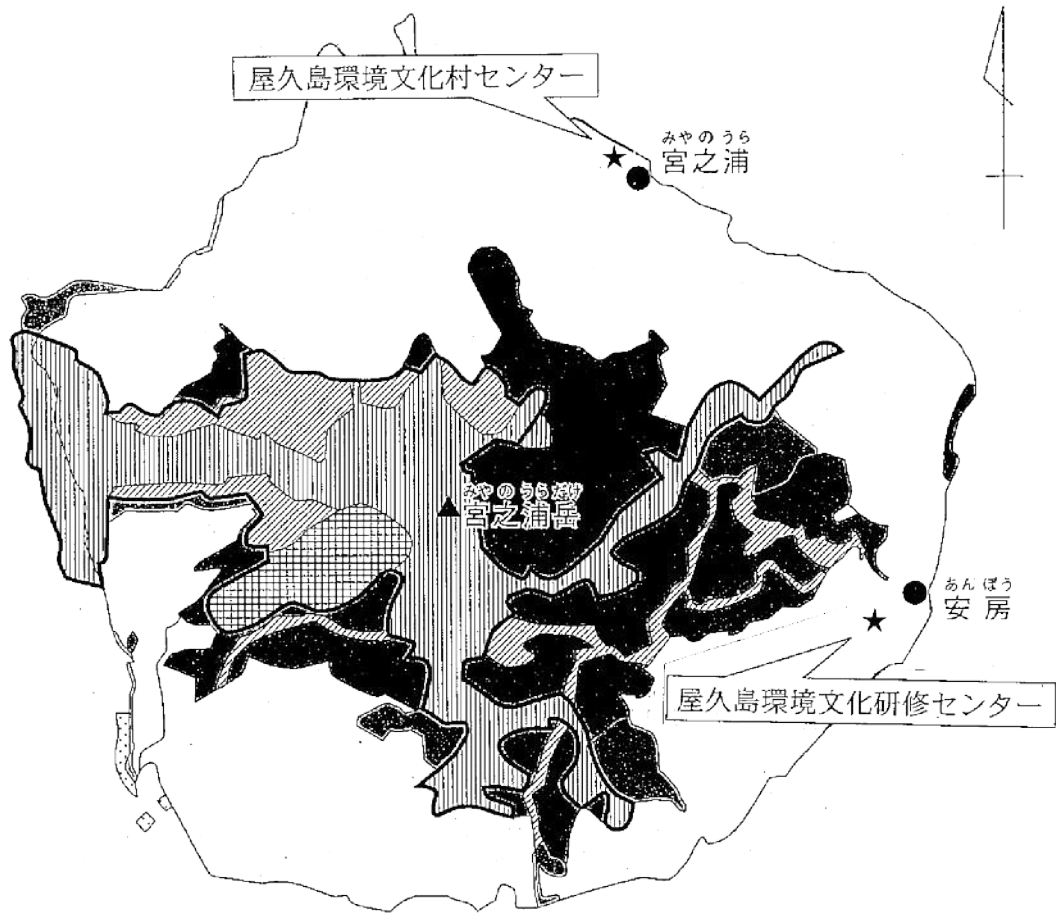 屋久島環境文化村センター
みやのうら
宮之浦
みやのうらだけ
宮之浦岳
あんぼう
安房
屋久島環境文化研修センター